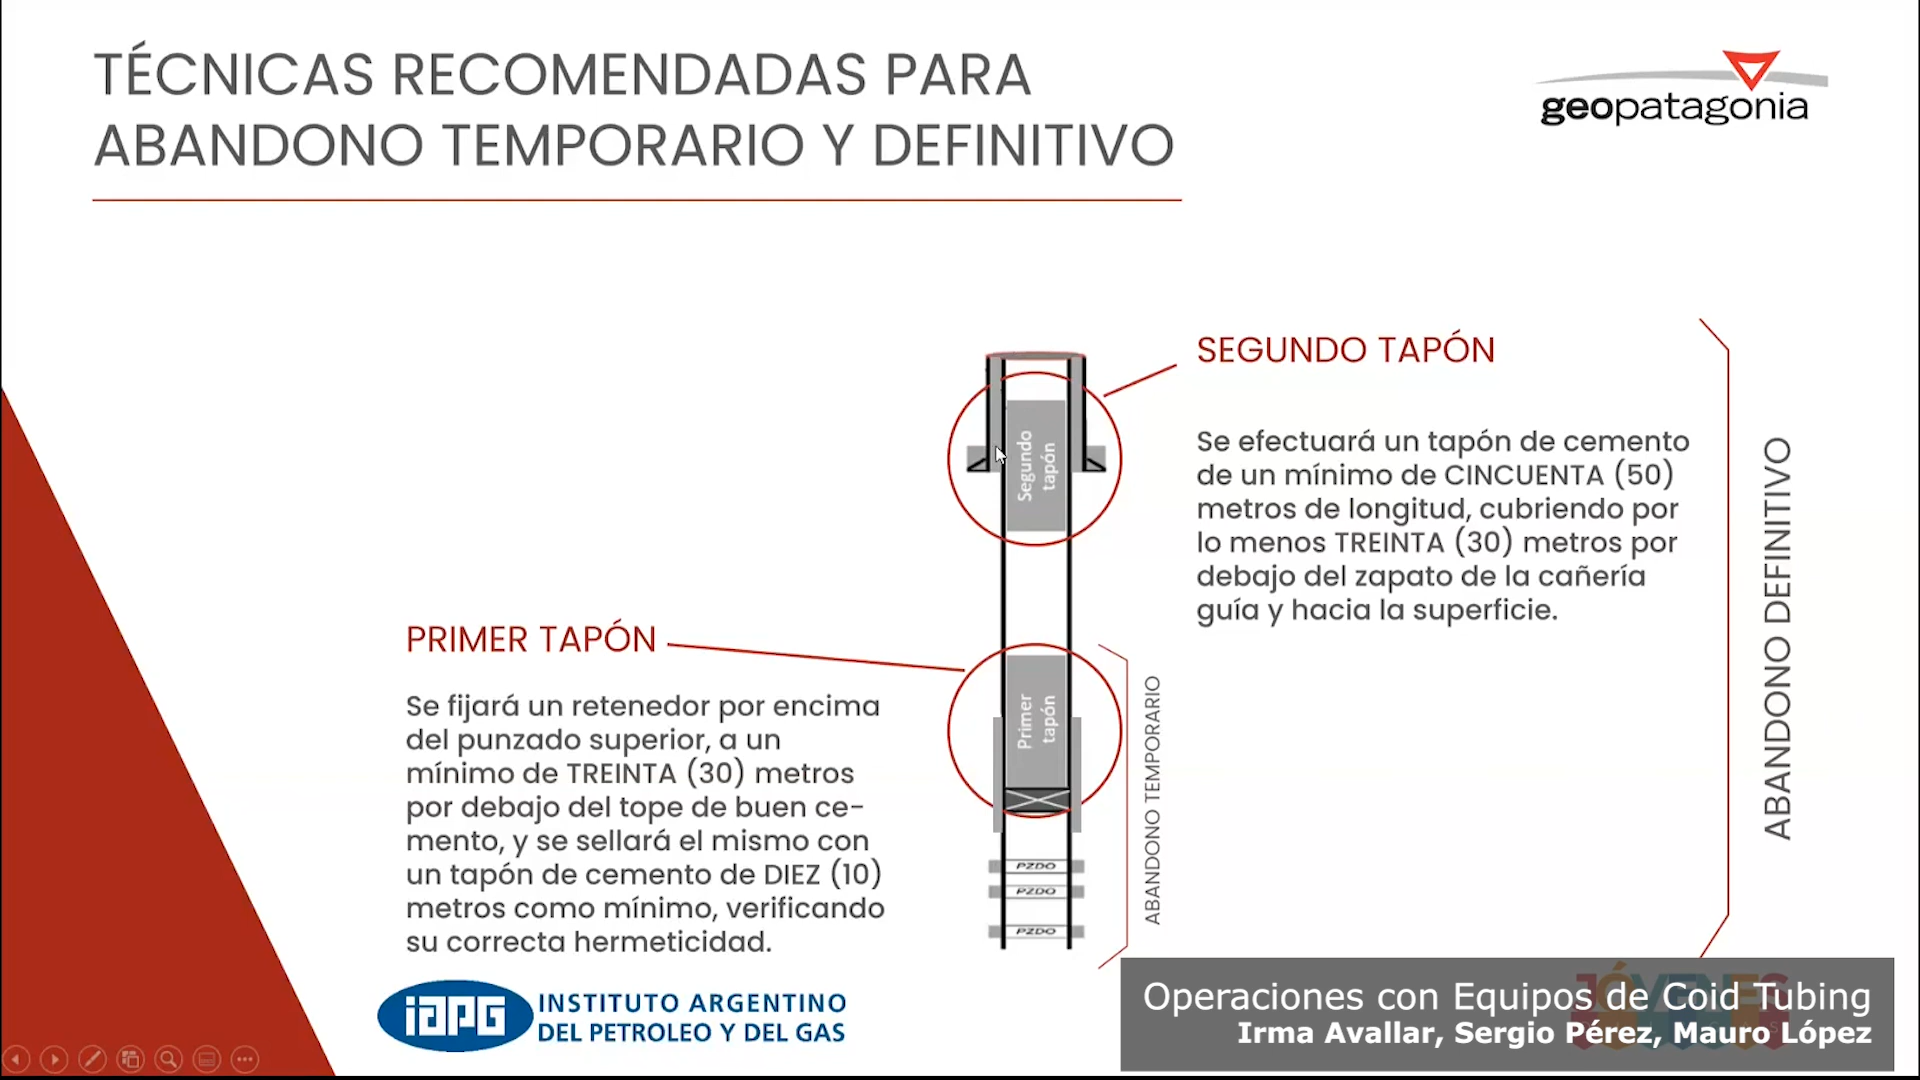 TÉCNICAS RECOMENDADAS PARA
ABANDONO TEMPORARIO Y DEFINITIVO
geopatagonia
SEGUNDO TAPÓN
Se efectuará un tapón de cemento
de un mínimo de CINCUENTA (50)
metros de longitud, cubriendo por
lo menos TREINTA (30) metros por
debajo del zapato de la cañería
guía y hacia la superficie.
Segundo
tapón
ABANDONO DEFINITIVO
PRIMER TAPÓN
Se fijará un retenedor por encima
del punzado superior, a un
mínimo de TREINTA (30) metros
por debajo del tope de buen ce-
mento, y se sellará el mismo con
un tapón de cemento de DIEZ (10)
metros como mínimo, verificando
su correcta hermeticidad.
Primer
tapón
ABANDONO TEMPORARIO
PZDO
PZDO
PZDO
iAPG
INSTITUTO ARGENTINO
DEL PETROLEO Y DEL GAS
JÓVENES
Operaciones con Equipos de Coid Tubing
Irma Avallar, Sergio Pérez, Mauro López